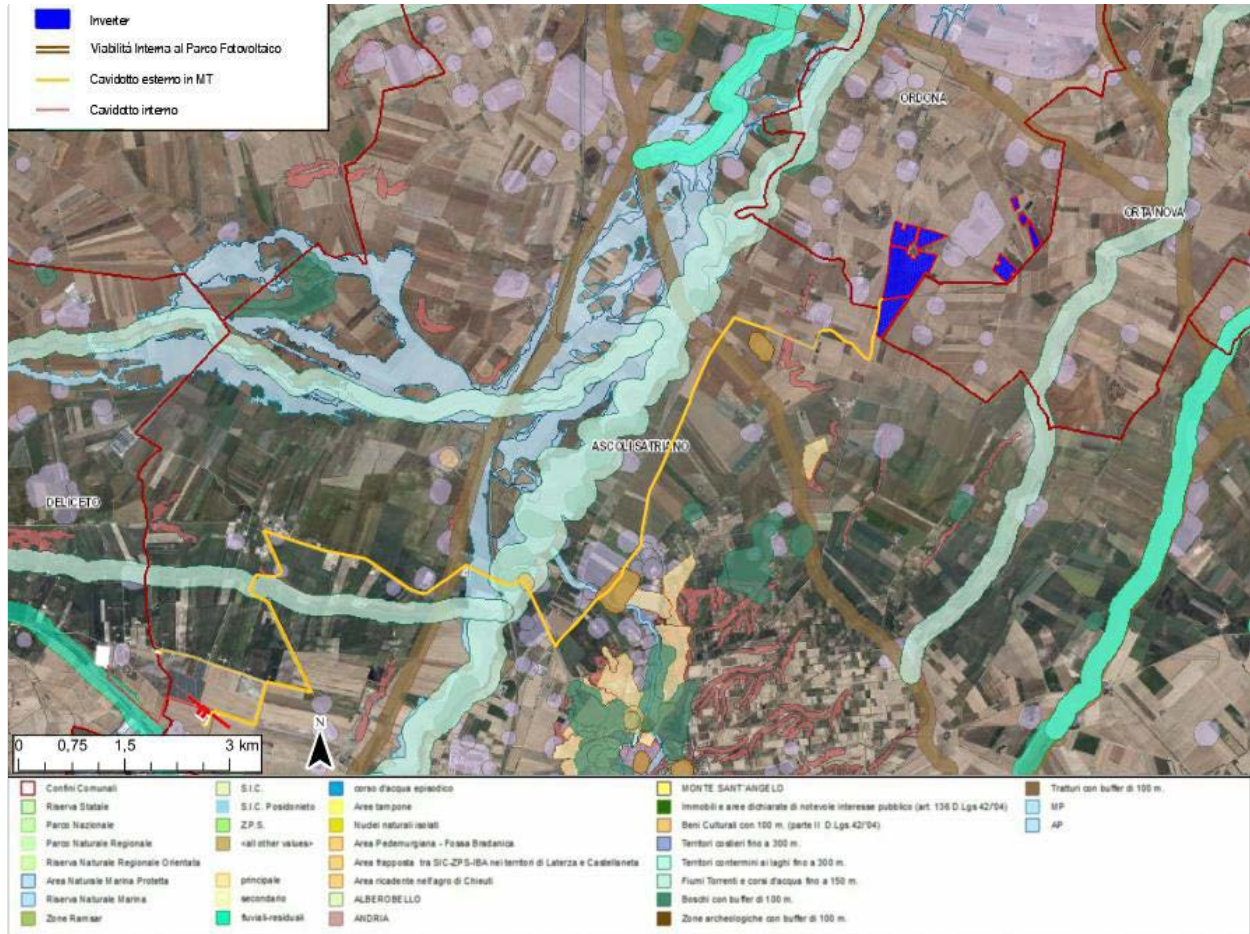 Inverter
Viabilità Interna al Parco Fotovoltaico
Cavidotto esterno in MT
Cavidotto interno
ORDONA
ORTA NOVA
ASCOLI SATRIANO
DELICETO
N
0 0,75 1,5 3 km
Confini Comunali
Riserva Statale
Parco Nazionale
Parco Naturale Regionale
Riserva Naturale Regionale Orientata
Area Naturale Marina Protetta
Riserva Naturale Marina
Zone Ramsar
S.I.C.
S.I.C. Posidonieto
Z.P.S.
<all other values>
principale
secondario
fluviali-residuali
corso d'acqua episodico
Aree tampone
Nuclei naturali isolati
Area Pedemurgiana - Fossa Bradanica
Area frapposta tra SIC-ZPS-IBA nei territori di Laterza e Castellaneta
Area ricadente nell'agro di Chieuti
ALBEROBELLO
ANDRIA
MONTE SANT'ANGELO
Immobili e aree dichiarate di notevole interesse pubblico (art. 136 D.Lgs 42/'04)
Beni Culturali con 100 m. (parte II D.Lgs. 42/'04)
Territori costieri fino a 300 m.
Territori contermini ai laghi fino a 300 m.
Fiumi Torrenti e corsi d'acqua fino a 150 m.
Boschi con buffer di 100 m.
Zone archeologiche con buffer di 100 m.
Tratturi con buffer di 100 m.
MP
AP